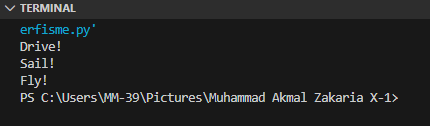 TERMINAL
erfisme.py'
Drive!
Sail!
Fly!
PS C:\Users\MM-39\Pictures\Muhammad Akmal Zakaria X-1>